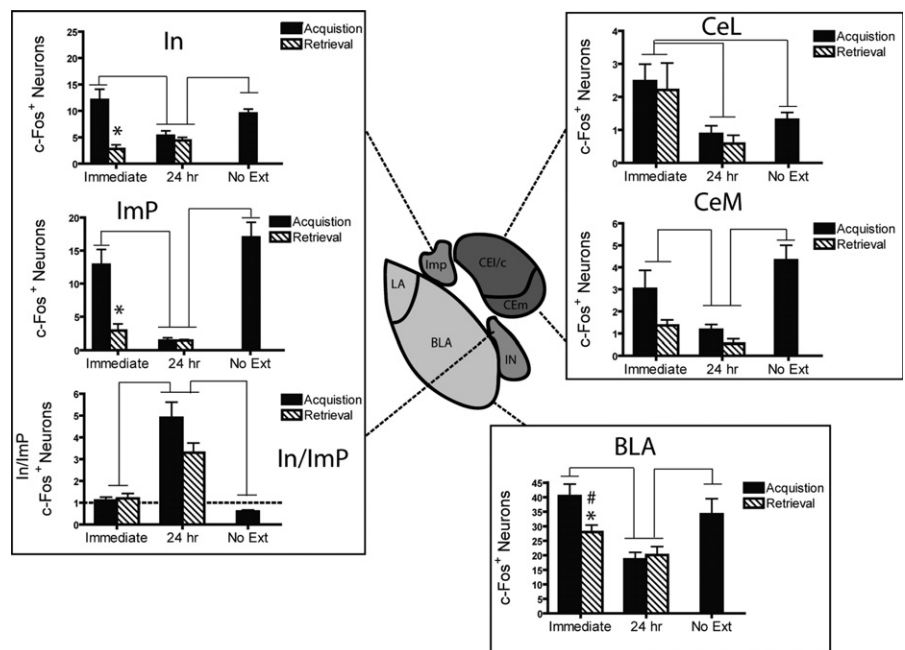 In
Acquistion
Retrieval
c-Fos+ Neurons
25
20
15
10
5
0
*
Immediate 24 hr No Ext
ImP
Acquistion
Retrieval
c-Fos+ Neurons
20
15
10
5
0
*
Immediate 24 hr No Ext
Acquistion
Retrieval
In/ImP
c-Fos+ Neurons
6
5
4
3
2
1
0
In/ImP
Immediate 24 hr No Ext
Imp
CEl/c
LA
CEm
BLA
IN
CeL
Acquistion
Retrieval
c-Fos+ Neurons
4
3
2
1
0
Immediate 24 hr No Ext
CeM
Acquistion
Retrieval
c-Fos+ Neurons
6
5
4
3
2
1
0
Immediate 24 hr No Ext
BLA
Acquistion
Retrieval
c-Fos+ Neurons
45
40
35
30
25
20
15
10
5
0
#
*
Immediate 24 hr No Ext